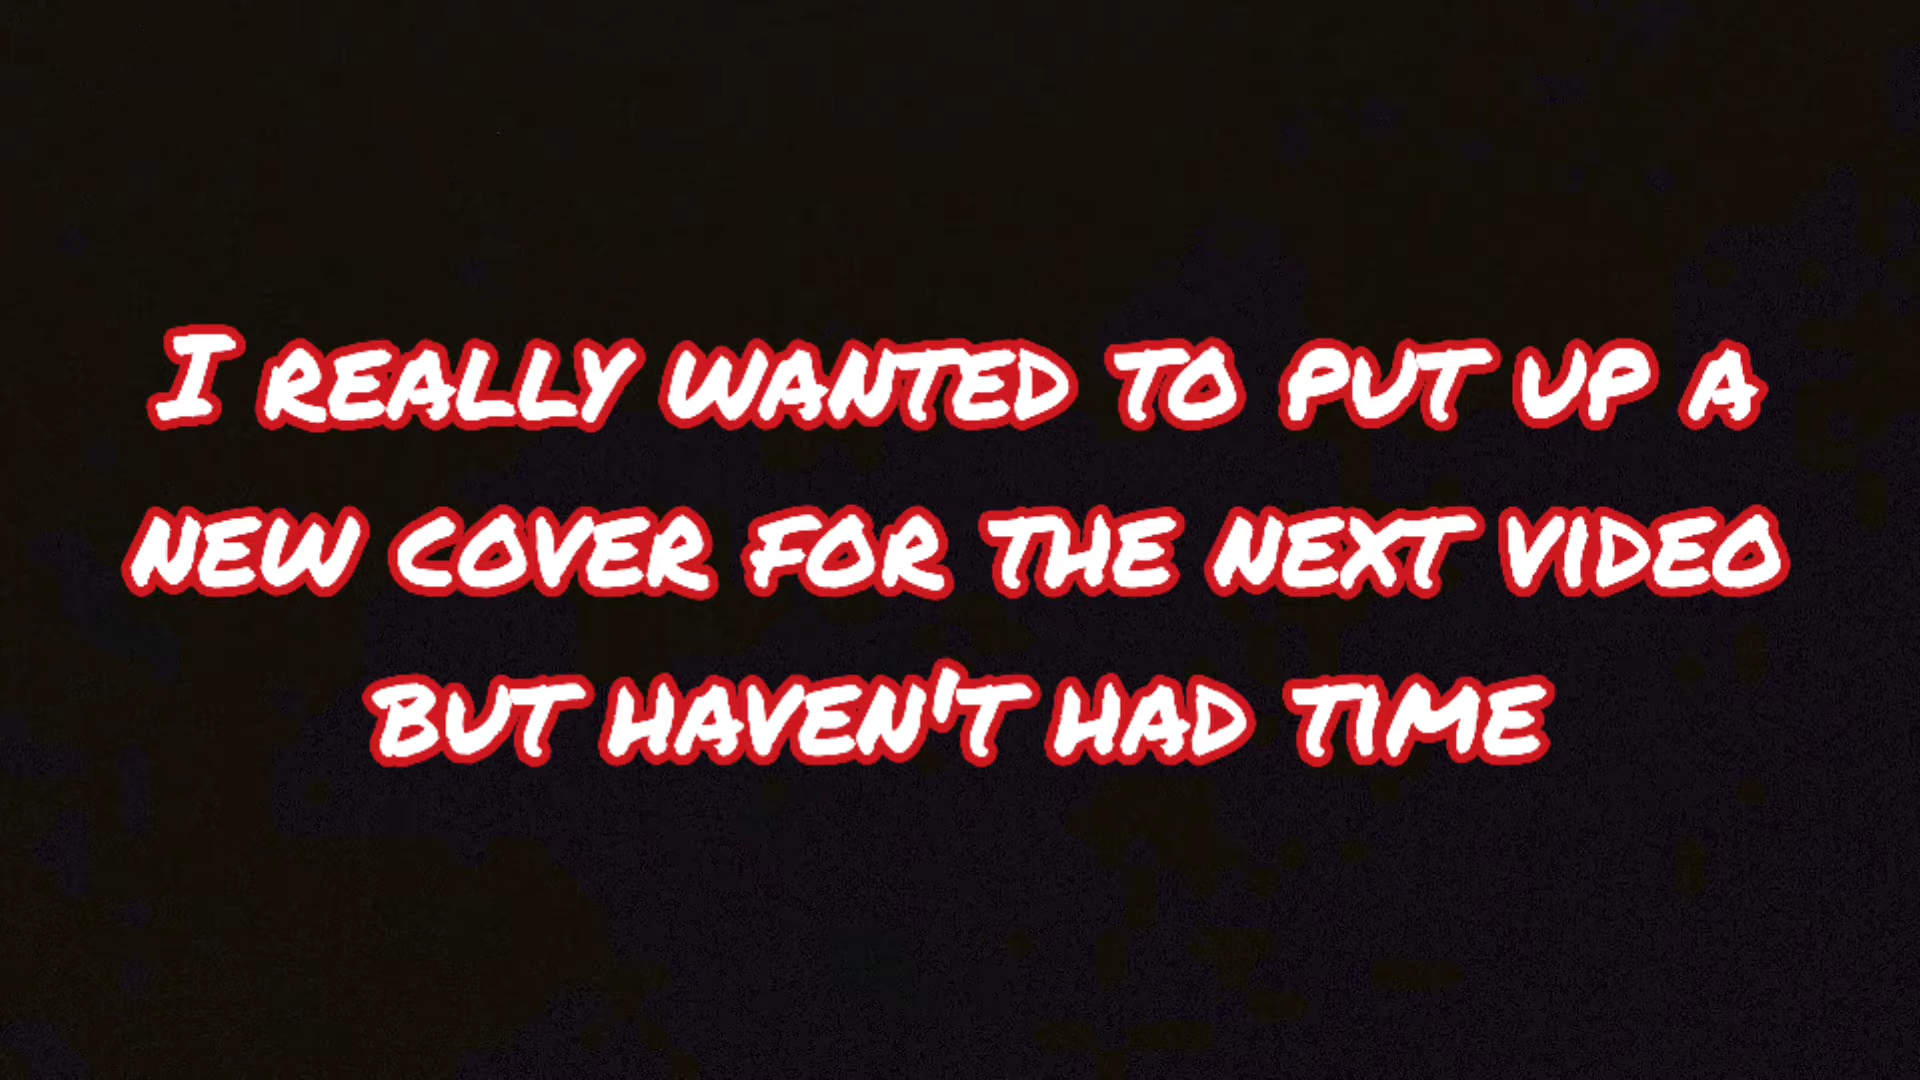 I REALLY WANTED TO PUT UP A
NEW COVER FOR THE NEXT VIDEO
BUT HAVEN'T HAD TIME